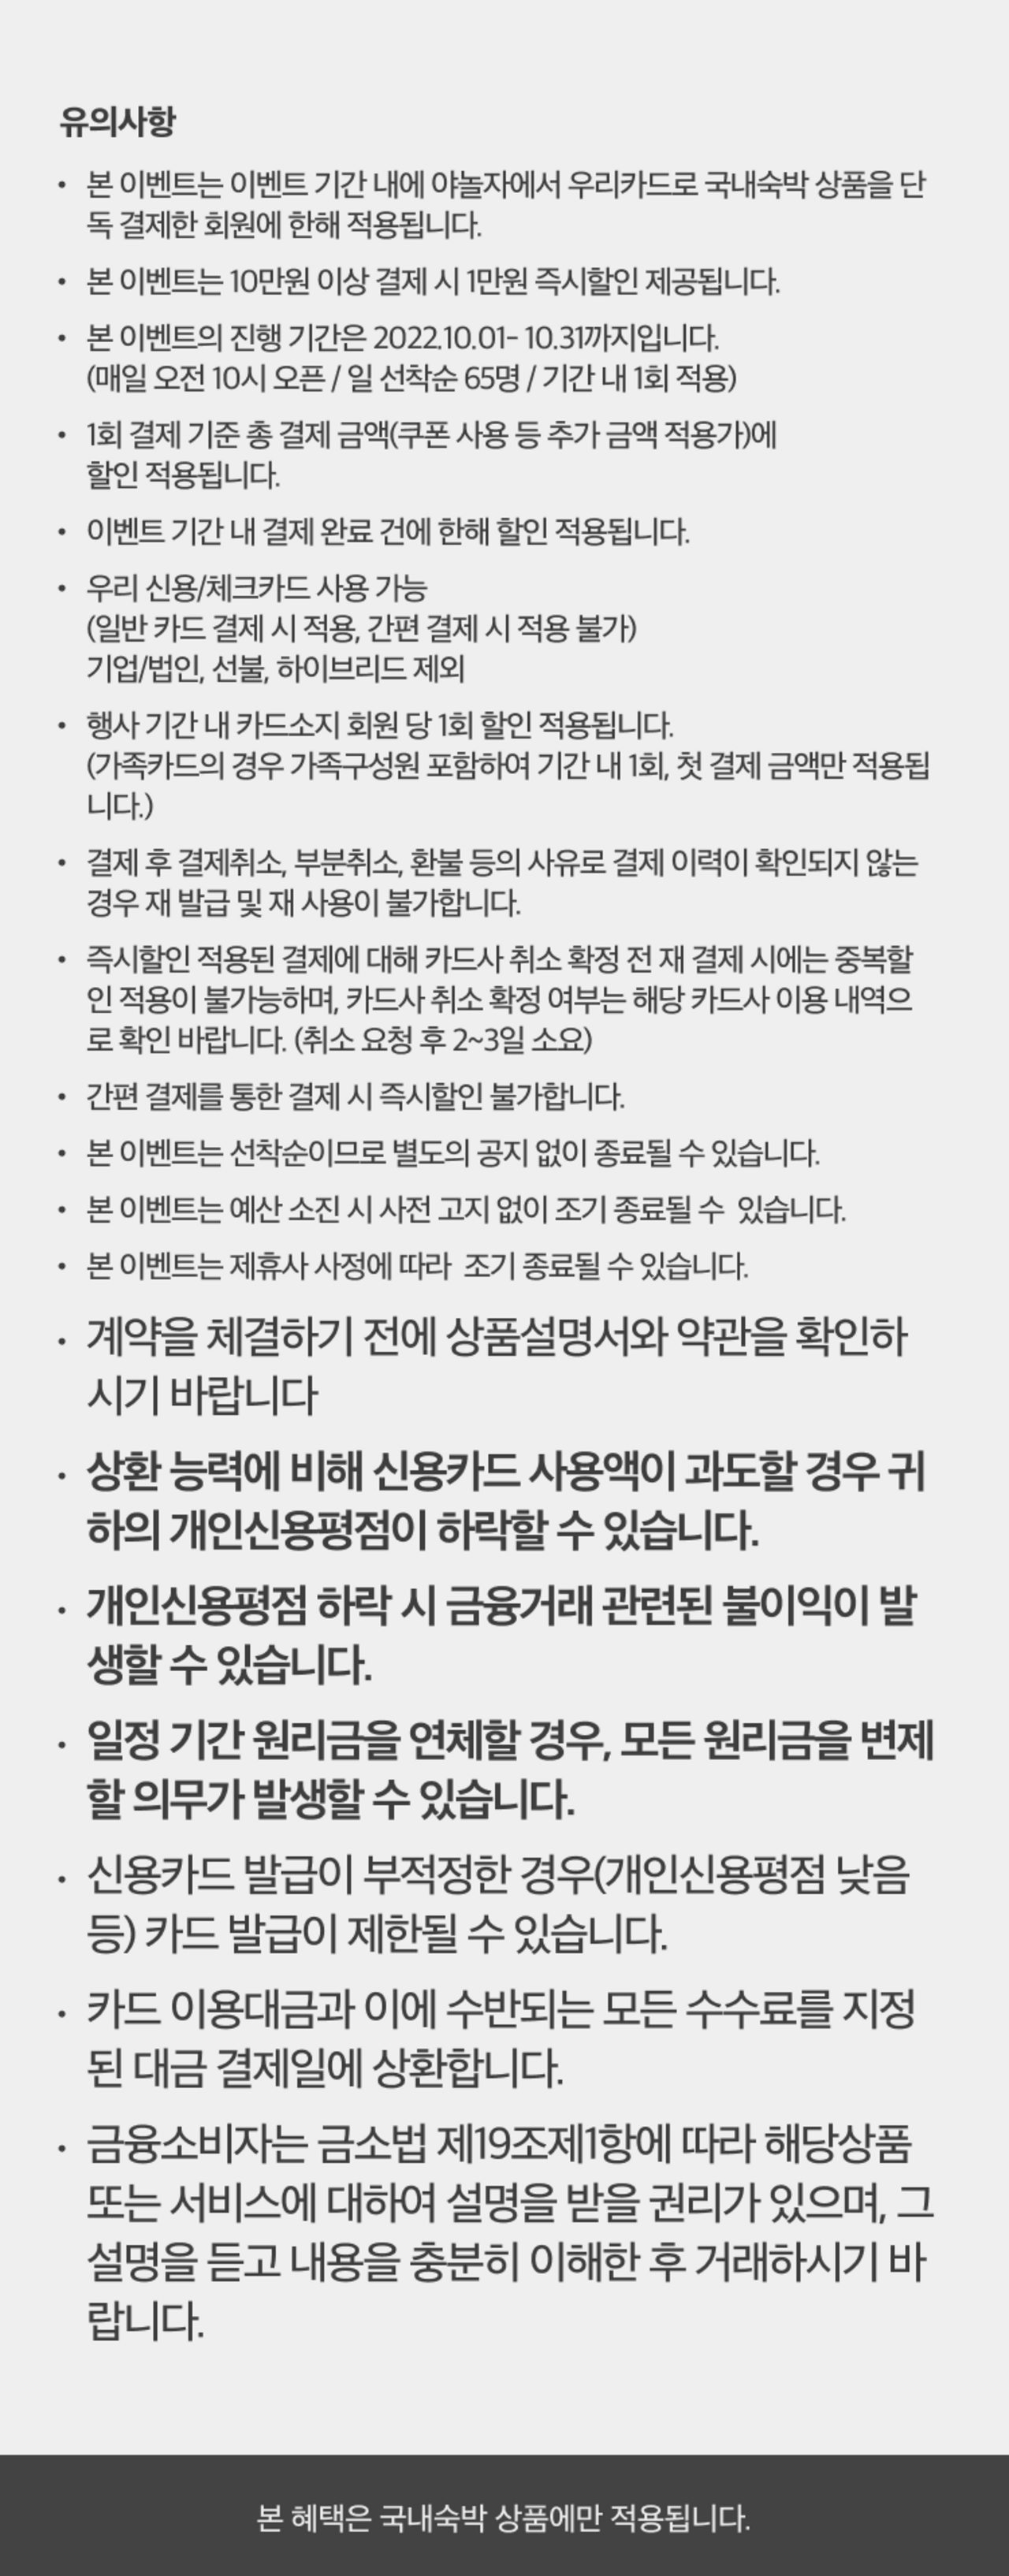 유의사항
• 본 이벤트는 이벤트 기간 내에 야놀자에서 우리카드로 국내숙박 상품을 단
독 결제한 회원에 한해 적용됩니다.
• 본 이벤트는 10만원 이상 결제 시 1만원 즉시할인 제공됩니다.
• 본 이벤트의 진행 기간은 2022.10.01- 10.31까지입니다.
(매일 오전 10시 오픈 / 일 선착순 65명 / 기간 내 1회 적용)
• 1회 결제 기준 총 결제 금액(쿠폰 사용 등 추가 금액 적용가)에
할인 적용됩니다.
• 이벤트 기간 내 결제 완료 건에 한해 할인 적용됩니다.
• 우리 신용/체크카드 사용 가능
(일반 카드 결제 시 적용, 간편 결제 시 적용 불가)
기업/법인, 선불, 하이브리드 제외
• 행사 기간 내 카드소지 회원 당 1회 할인 적용됩니다.
(가족카드의 경우 가족구성원 포함하여 기간 내 1회, 첫 결제 금액만 적용됩
니다.)
• 결제 후 결제취소, 부분취소, 환불 등의 사유로 결제 이력이 확인되지 않는
경우 재 발급 및 재 사용이 불가합니다.
• 즉시할인 적용된 결제에 대해 카드사 취소 확정 전 재 결제 시에는 중복할
인 적용이 불가능하며, 카드사 취소 확정 여부는 해당 카드사 이용 내역으
로 확인 바랍니다. (취소 요청 후 2~3일 소요)
• 간편 결제를 통한 결제 시 즉시할인 불가합니다.
• 본 이벤트는 선착순이므로 별도의 공지 없이 종료될 수 있습니다.
• 본 이벤트는 예산 소진 시 사전 고지 없이 조기 종료될 수 있습니다.
• 본 이벤트는 제휴사 사정에 따라 조기 종료될 수 있습니다.
• 계약을 체결하기 전에 상품설명서와 약관을 확인하
시기 바랍니다
• 상환 능력에 비해 신용카드 사용액이 과도할 경우 귀
하의 개인신용평점이 하락할 수 있습니다.
• 개인신용평점 하락 시 금융거래 관련된 불이익이 발
생할 수 있습니다.
• 일정 기간 원리금을 연체할 경우, 모든 원리금을 변제
할 의무가 발생할 수 있습니다.
• 신용카드 발급이 부적정한 경우(개인신용평점 낮음
등) 카드 발급이 제한될 수 있습니다.
• 카드 이용대금과 이에 수반되는 모든 수수료를 지정
된 대금 결제일에 상환합니다.
• 금융소비자는 금소법 제19조제1항에 따라 해당상품
또는 서비스에 대하여 설명을 받을 권리가 있으며, 그
설명을 듣고 내용을 충분히 이해한 후 거래하시기 바
랍니다.
본 혜택은 국내숙박 상품에만 적용됩니다.